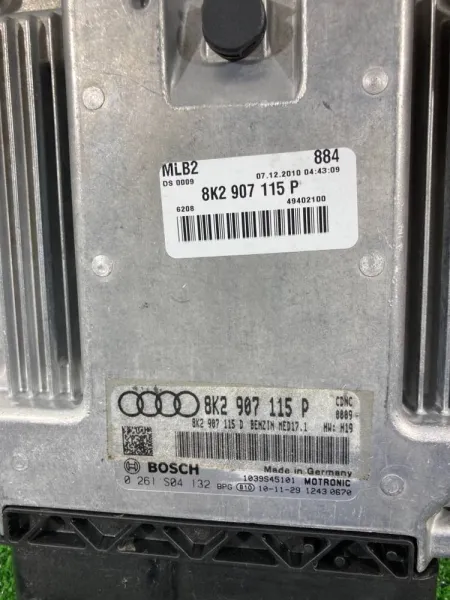 MLB2 884
DS 0009 07.12.2010 04:43:09
8K2 907 115 P
6208 49402100
8K2 907 115 P CDNC
8K2 907 115 D BENZIN MED17.1 0009
HW: H19
BOSCH Made in Germany
1039S45101 MOTRONIC
0 261 S04 132 BPG 810 10-11-29 1243 0670